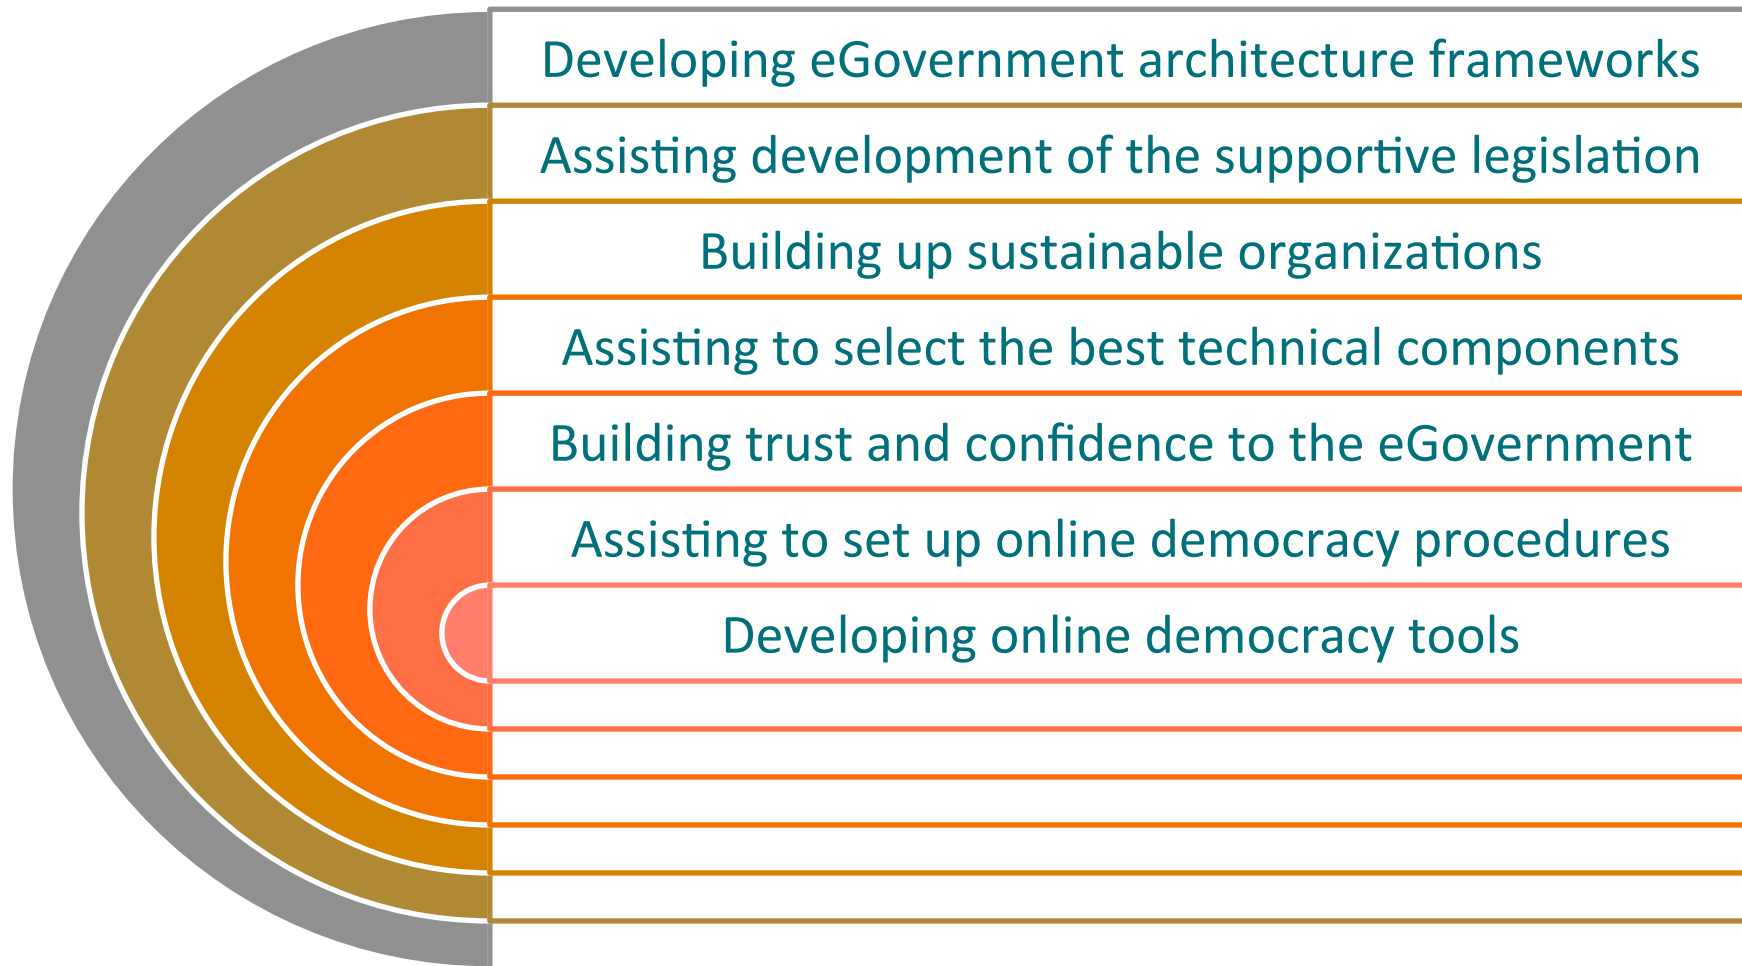 Developing eGovernment architecture frameworks
Assisting development of the supportive legislation
Building up sustainable organizations
Assisting to select the best technical components
Building trust and confidence to the eGovernment
Assisting to set up online democracy procedures
Developing online democracy tools